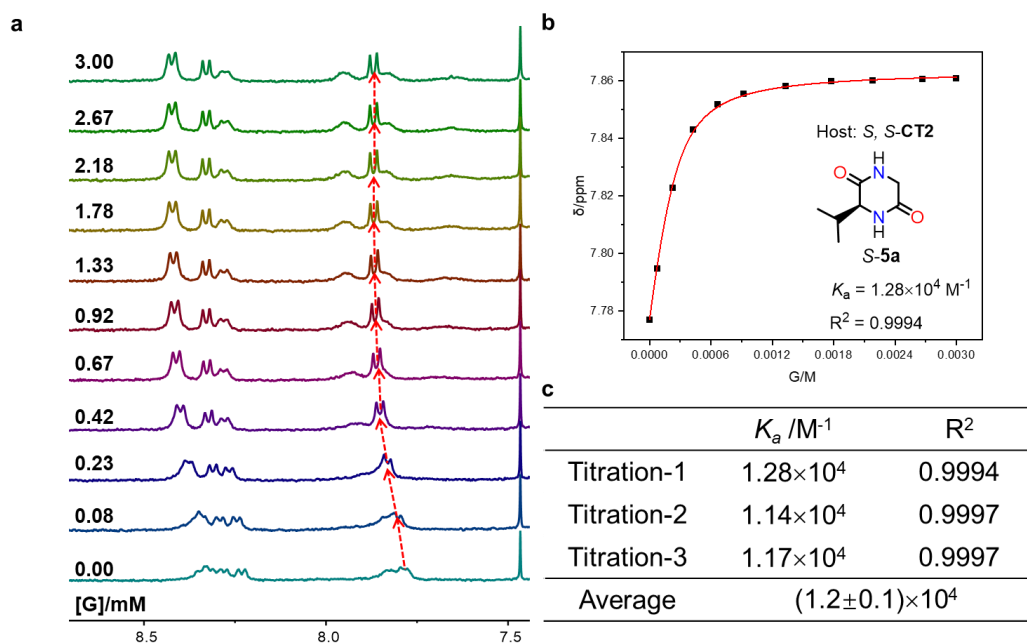 a
3.00
2.67
2.18
1.78
1.33
0.92
0.67
0.42
0.23
0.08
0.00
[G]/mM
8.5
8.0
7.5
b
7.86
7.84
7.82
7.80
7.78
δ/ppm
0.0000
0.0006
0.0012
0.0018
0.0024
0.0030
G/M
Host: S, S-CT2
H
O
N
N
O
H
S-5a
Kₐ = 1.28×10⁴ M⁻¹
R² = 0.9994
c
Kₐ /M⁻¹ R²
Titration-1 1.28×10⁴ 0.9994
Titration-2 1.14×10⁴ 0.9997
Titration-3 1.17×10⁴ 0.9997
Average (1.2±0.1)×10⁴